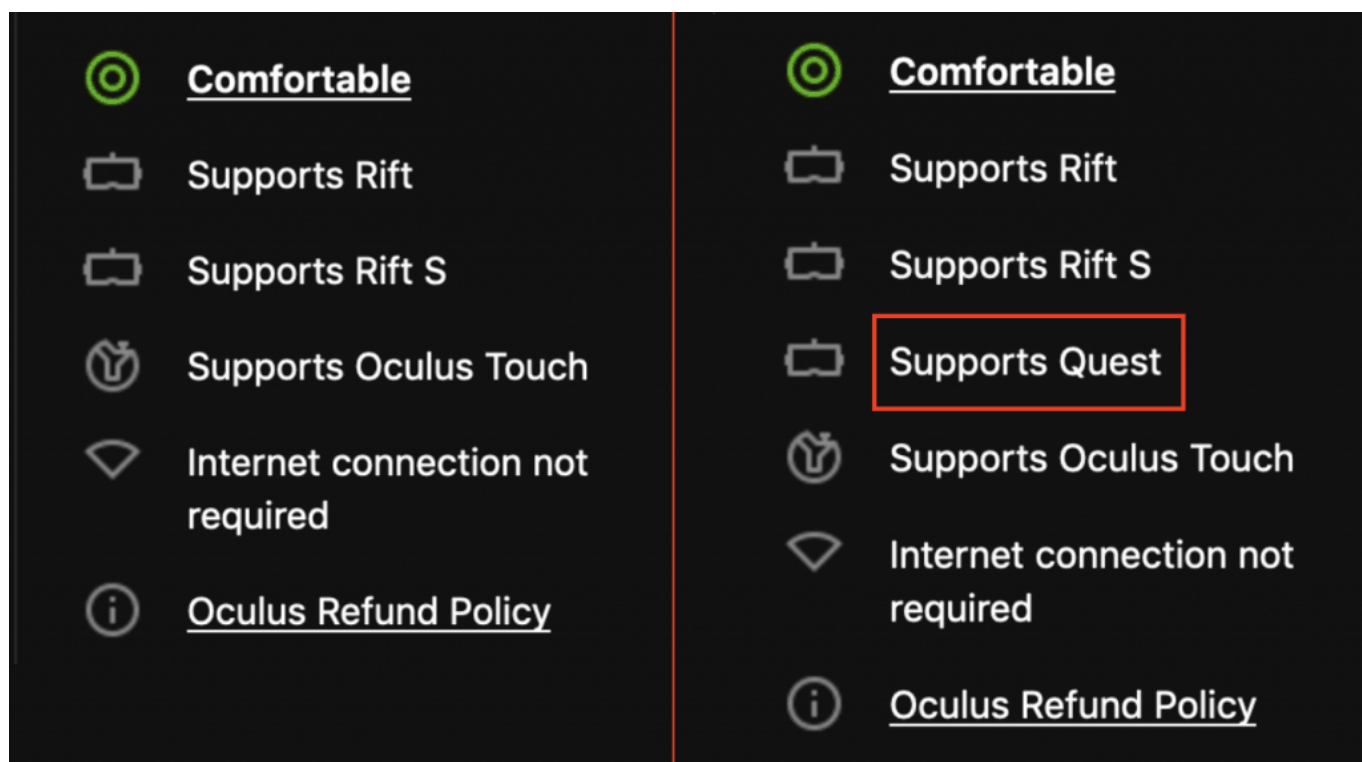 Comfortable
Supports Rift
Supports Rift S
Supports Oculus Touch
Internet connection not
required
Oculus Refund Policy
Comfortable
Supports Rift
Supports Rift S
Supports Quest
Supports Oculus Touch
Internet connection not
required
Oculus Refund Policy